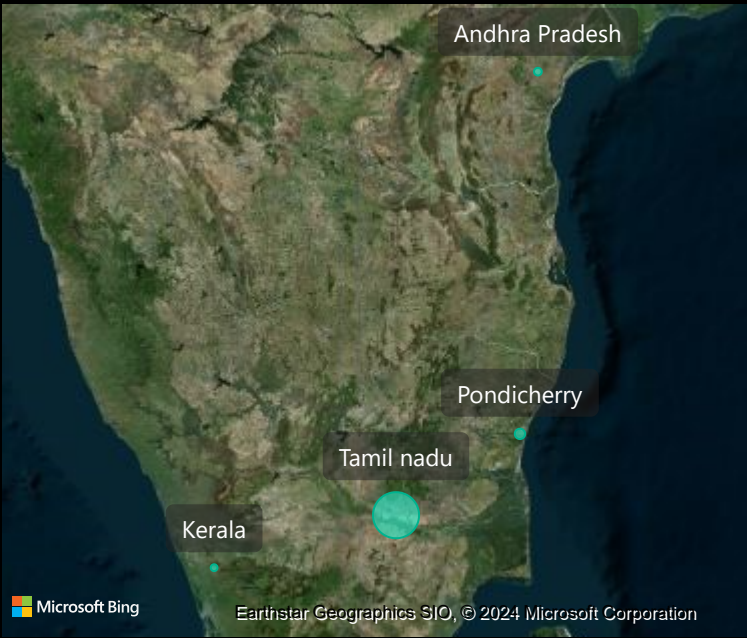 Andhra Pradesh
Pondicherry
Tamil nadu
Kerala
Microsoft Bing
Earthstar Geographics SIO, © 2024 Microsoft Corporation